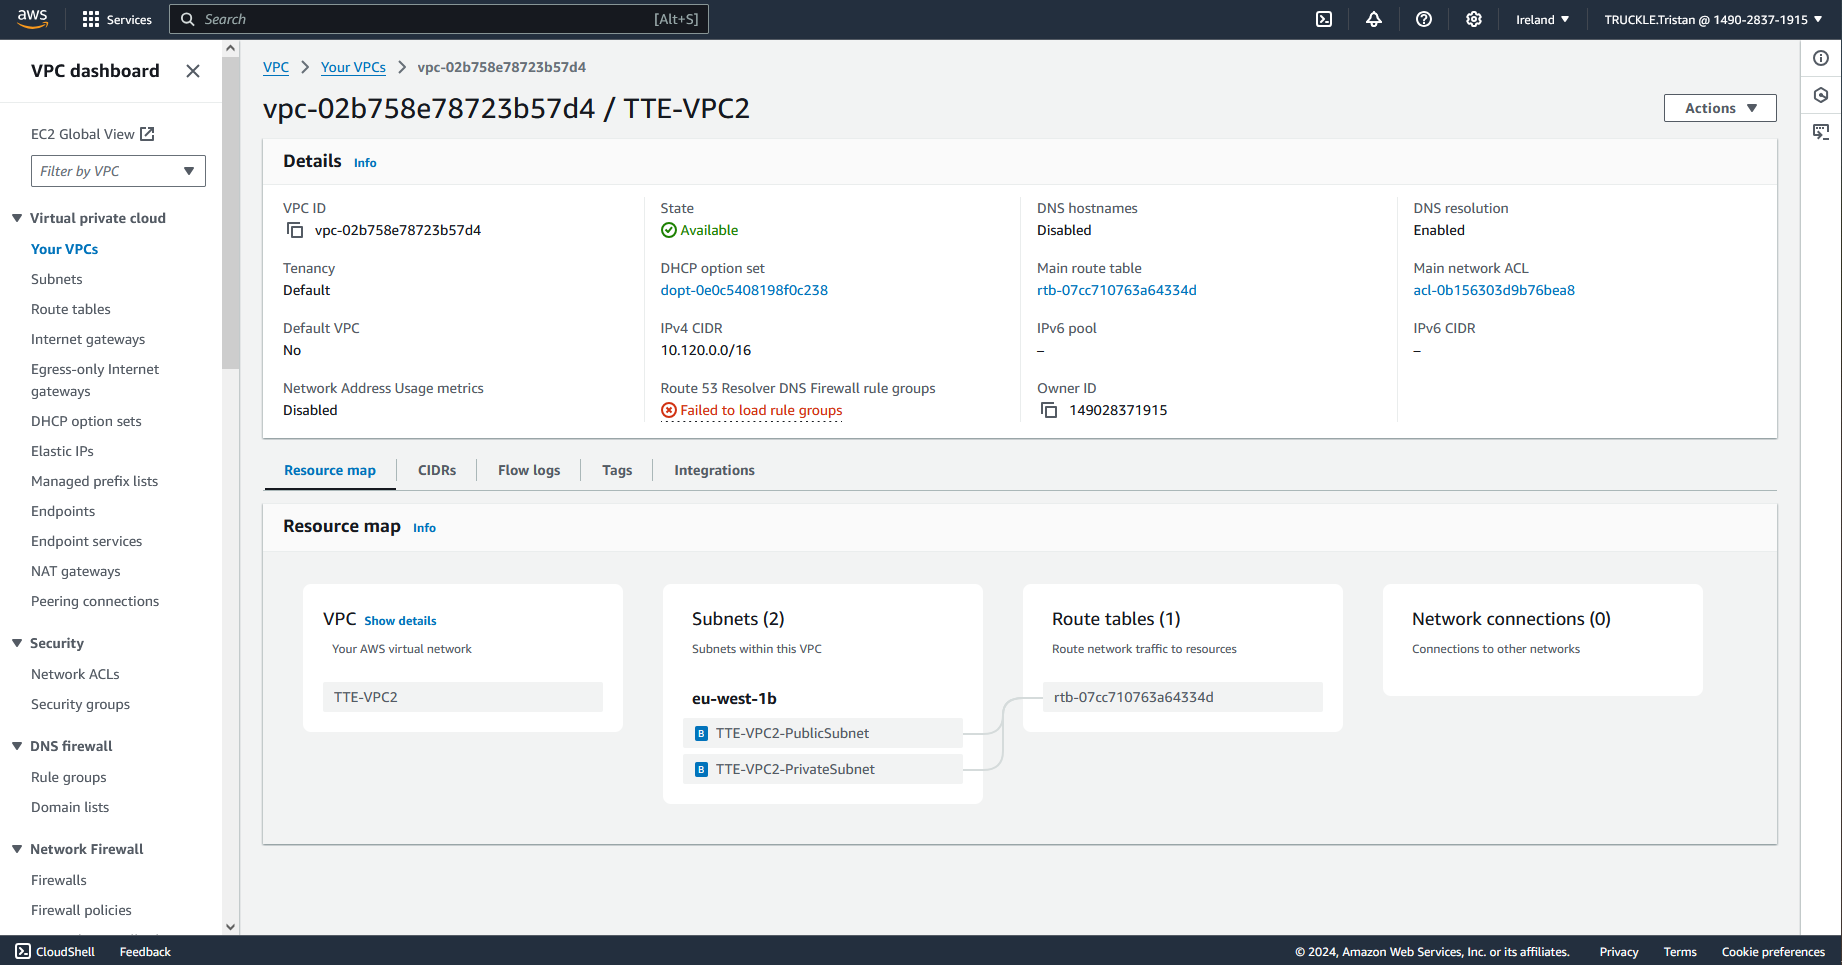 aws
Services
Search
[Alt+S]
Ireland
TRUCKLE.Tristan @ 1490-2837-1915
VPC dashboard
EC2 Global View
Filter by VPC
Virtual private cloud
Your VPCs
Subnets
Route tables
Internet gateways
Egress-only Internet
gateways
DHCP option sets
Elastic IPs
Managed prefix lists
Endpoints
Endpoint services
NAT gateways
Peering connections
Security
Network ACLs
Security groups
DNS firewall
Rule groups
Domain lists
Network Firewall
Firewalls
Firewall policies
VPC > Your VPCs > vpc-02b758e78723b57d4
vpc-02b758e78723b57d4 / TTE-VPC2
Actions
Details Info
VPC ID
vpc-02b758e78723b57d4
State
Available
DNS hostnames
Disabled
DNS resolution
Enabled
Tenancy
Default
DHCP option set
dopt-0e0c5408198f0c238
Main route table
rtb-07cc710763a64334d
Main network ACL
acl-0b156303d9b76bea8
Default VPC
No
IPv4 CIDR
10.120.0.0/16
IPv6 pool
–
IPv6 CIDR
–
Network Address Usage metrics
Disabled
Route 53 Resolver DNS Firewall rule groups
Failed to load rule groups
Owner ID
149028371915
Resource map
CIDRs
Flow logs
Tags
Integrations
Resource map Info
VPC Show details
Your AWS virtual network
TTE-VPC2
Subnets (2)
Subnets within this VPC
eu-west-1b
B TTE-VPC2-PublicSubnet
B TTE-VPC2-PrivateSubnet
Route tables (1)
Route network traffic to resources
rtb-07cc710763a64334d
Network connections (0)
Connections to other networks
CloudShell
Feedback
© 2024, Amazon Web Services, Inc. or its affiliates.
Privacy
Terms
Cookie preferences